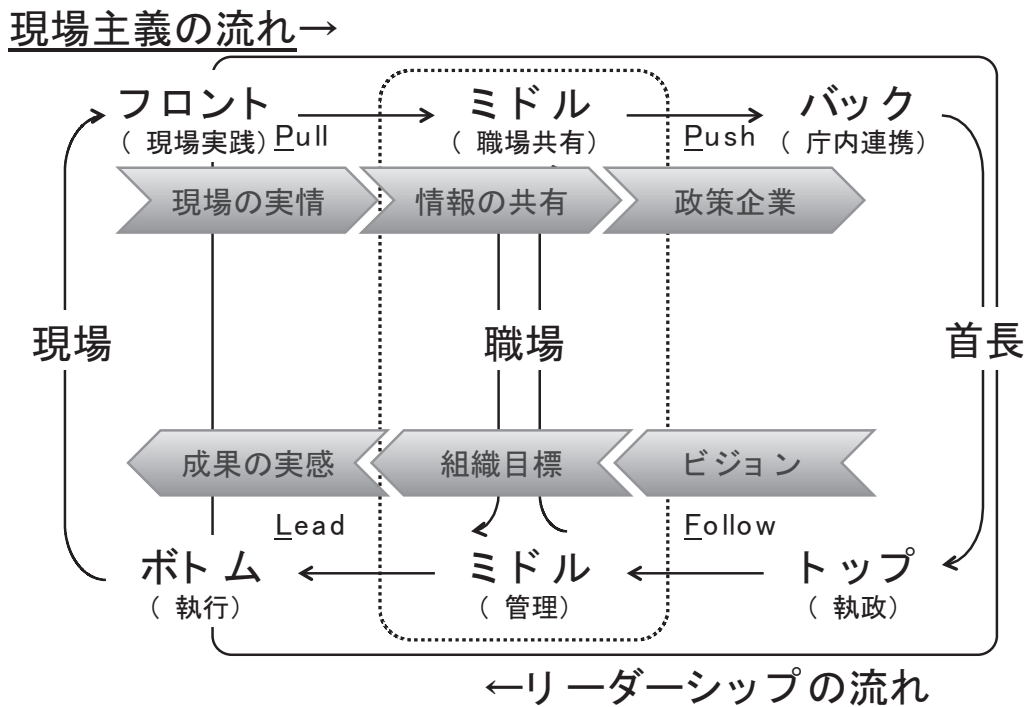 現場主義の流れ→
フロント
(現場実践)
Pull
ミドル
(職場共有)
Push
バック
(庁内連携)
現場の実情
情報の共有
政策企業
現場
職場
首長
成果の実感
組織目標
ビジョン
Lead
Follow
ボトム
(執行)
ミドル
(管理)
トップ
(執政)
←リーダーシップの流れ